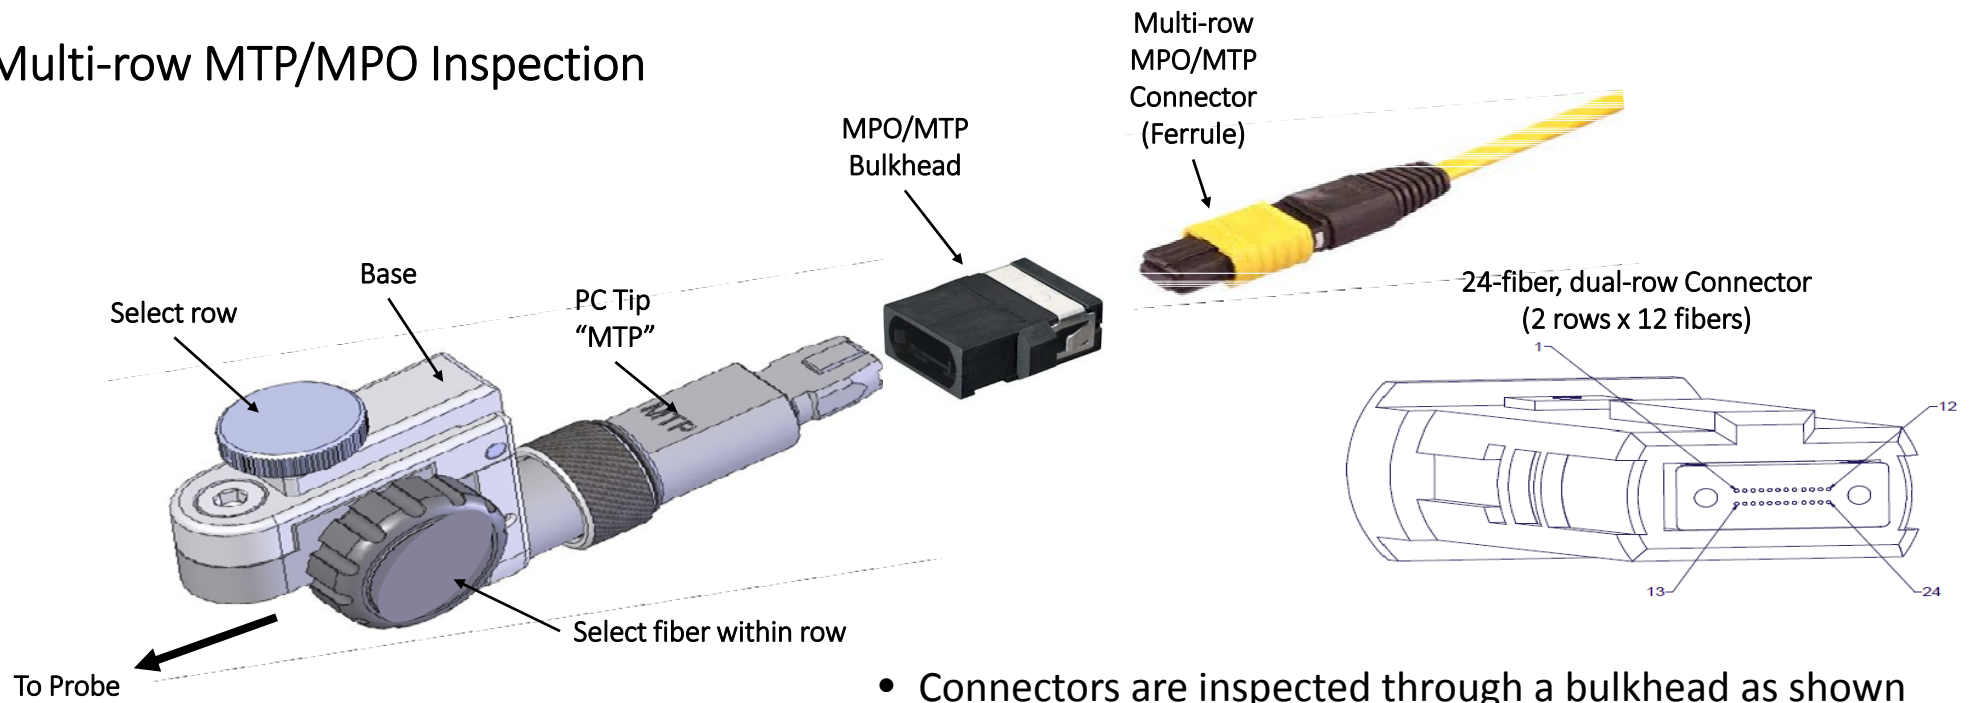 Multi-row MTP/MPO Inspection
Multi-row
MPO/MTP
Connector
(Ferrule)
MPO/MTP
Bulkhead
Base
Select row
PC Tip
“MTP”
MTP
24-fiber, dual-row Connector
(2 rows x 12 fibers)
1
12
13
24
Select fiber within row
To Probe
• Connectors are inspected through a bulkhead as shown